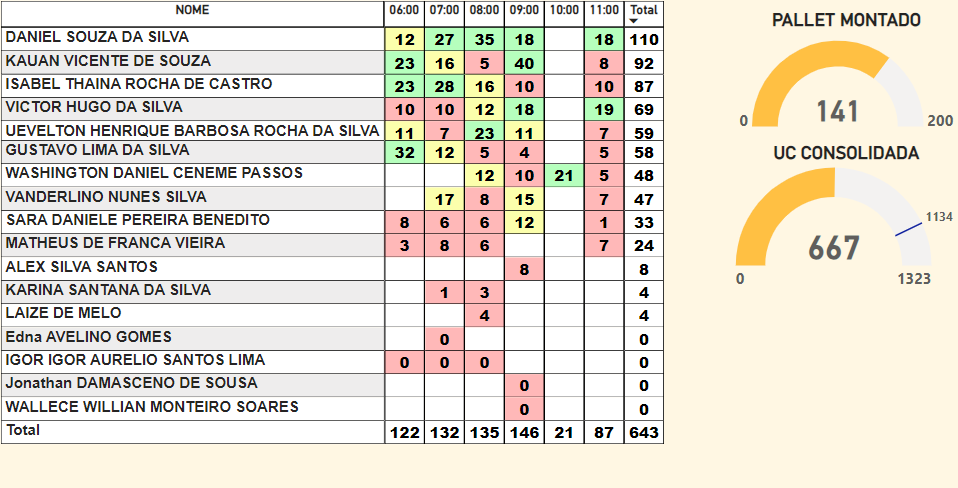 NOME 06:00 07:00 08:00 09:00 10:00 11:00 Total
DANIEL SOUZA DA SILVA 12 27 35 18 18 110
KAUAN VICENTE DE SOUZA 23 16 5 40 8 92
ISABEL THAINA ROCHA DE CASTRO 23 28 16 10 10 87
VICTOR HUGO DA SILVA 10 10 12 18 19 69
UEVELTON HENRIQUE BARBOSA ROCHA DA SILVA 11 7 23 11 7 59
GUSTAVO LIMA DA SILVA 32 12 5 4 5 58
WASHINGTON DANIEL CENEME PASSOS 12 10 21 5 48
VANDERLINO NUNES SILVA 17 8 15 7 47
SARA DANIELE PEREIRA BENEDITO 8 6 6 12 1 33
MATHEUS DE FRANCA VIEIRA 3 8 6 7 24
ALEX SILVA SANTOS 8 8
KARINA SANTANA DA SILVA 1 3 4
LAIZE DE MELO 4 4
Edna AVELINO GOMES 0 0
IGOR IGOR AURELIO SANTOS LIMA 0 0 0 0
Jonathan DAMASCENO DE SOUSA 0 0
WALLECE WILLIAN MONTEIRO SOARES 0 0
Total 122 132 135 146 21 87 643
PALLET MONTADO
141
0 200
UC CONSOLIDADA
1134
667
0 1323